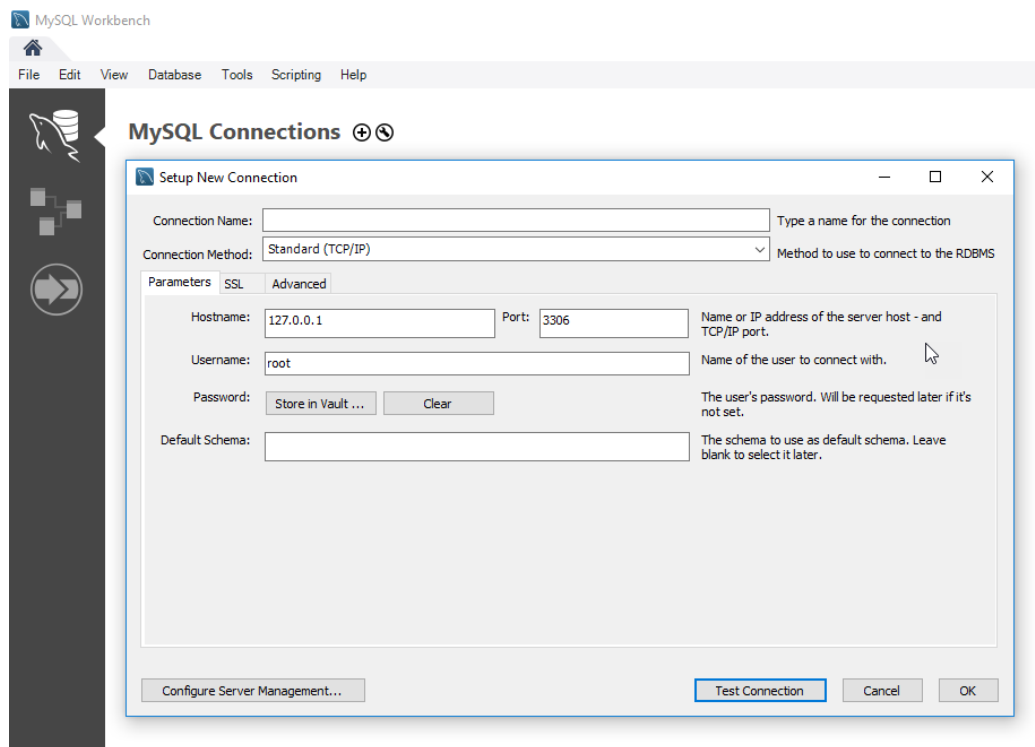 MySQL Workbench
File Edit View Database Tools Scripting Help
MySQL Connections
Setup New Connection
Connection Name: Type a name for the connection
Connection Method: Standard (TCP/IP) Method to use to connect to the RDBMS
Parameters SSL Advanced
Hostname: 127.0.0.1 Port: 3306 Name or IP address of the server host - and
TCP/IP port.
Username: root Name of the user to connect with.
Password: Store in Vault ... Clear The user's password. Will be requested later if it's
not set.
Default Schema: The schema to use as default schema. Leave
blank to select it later.
Configure Server Management... Test Connection Cancel OK